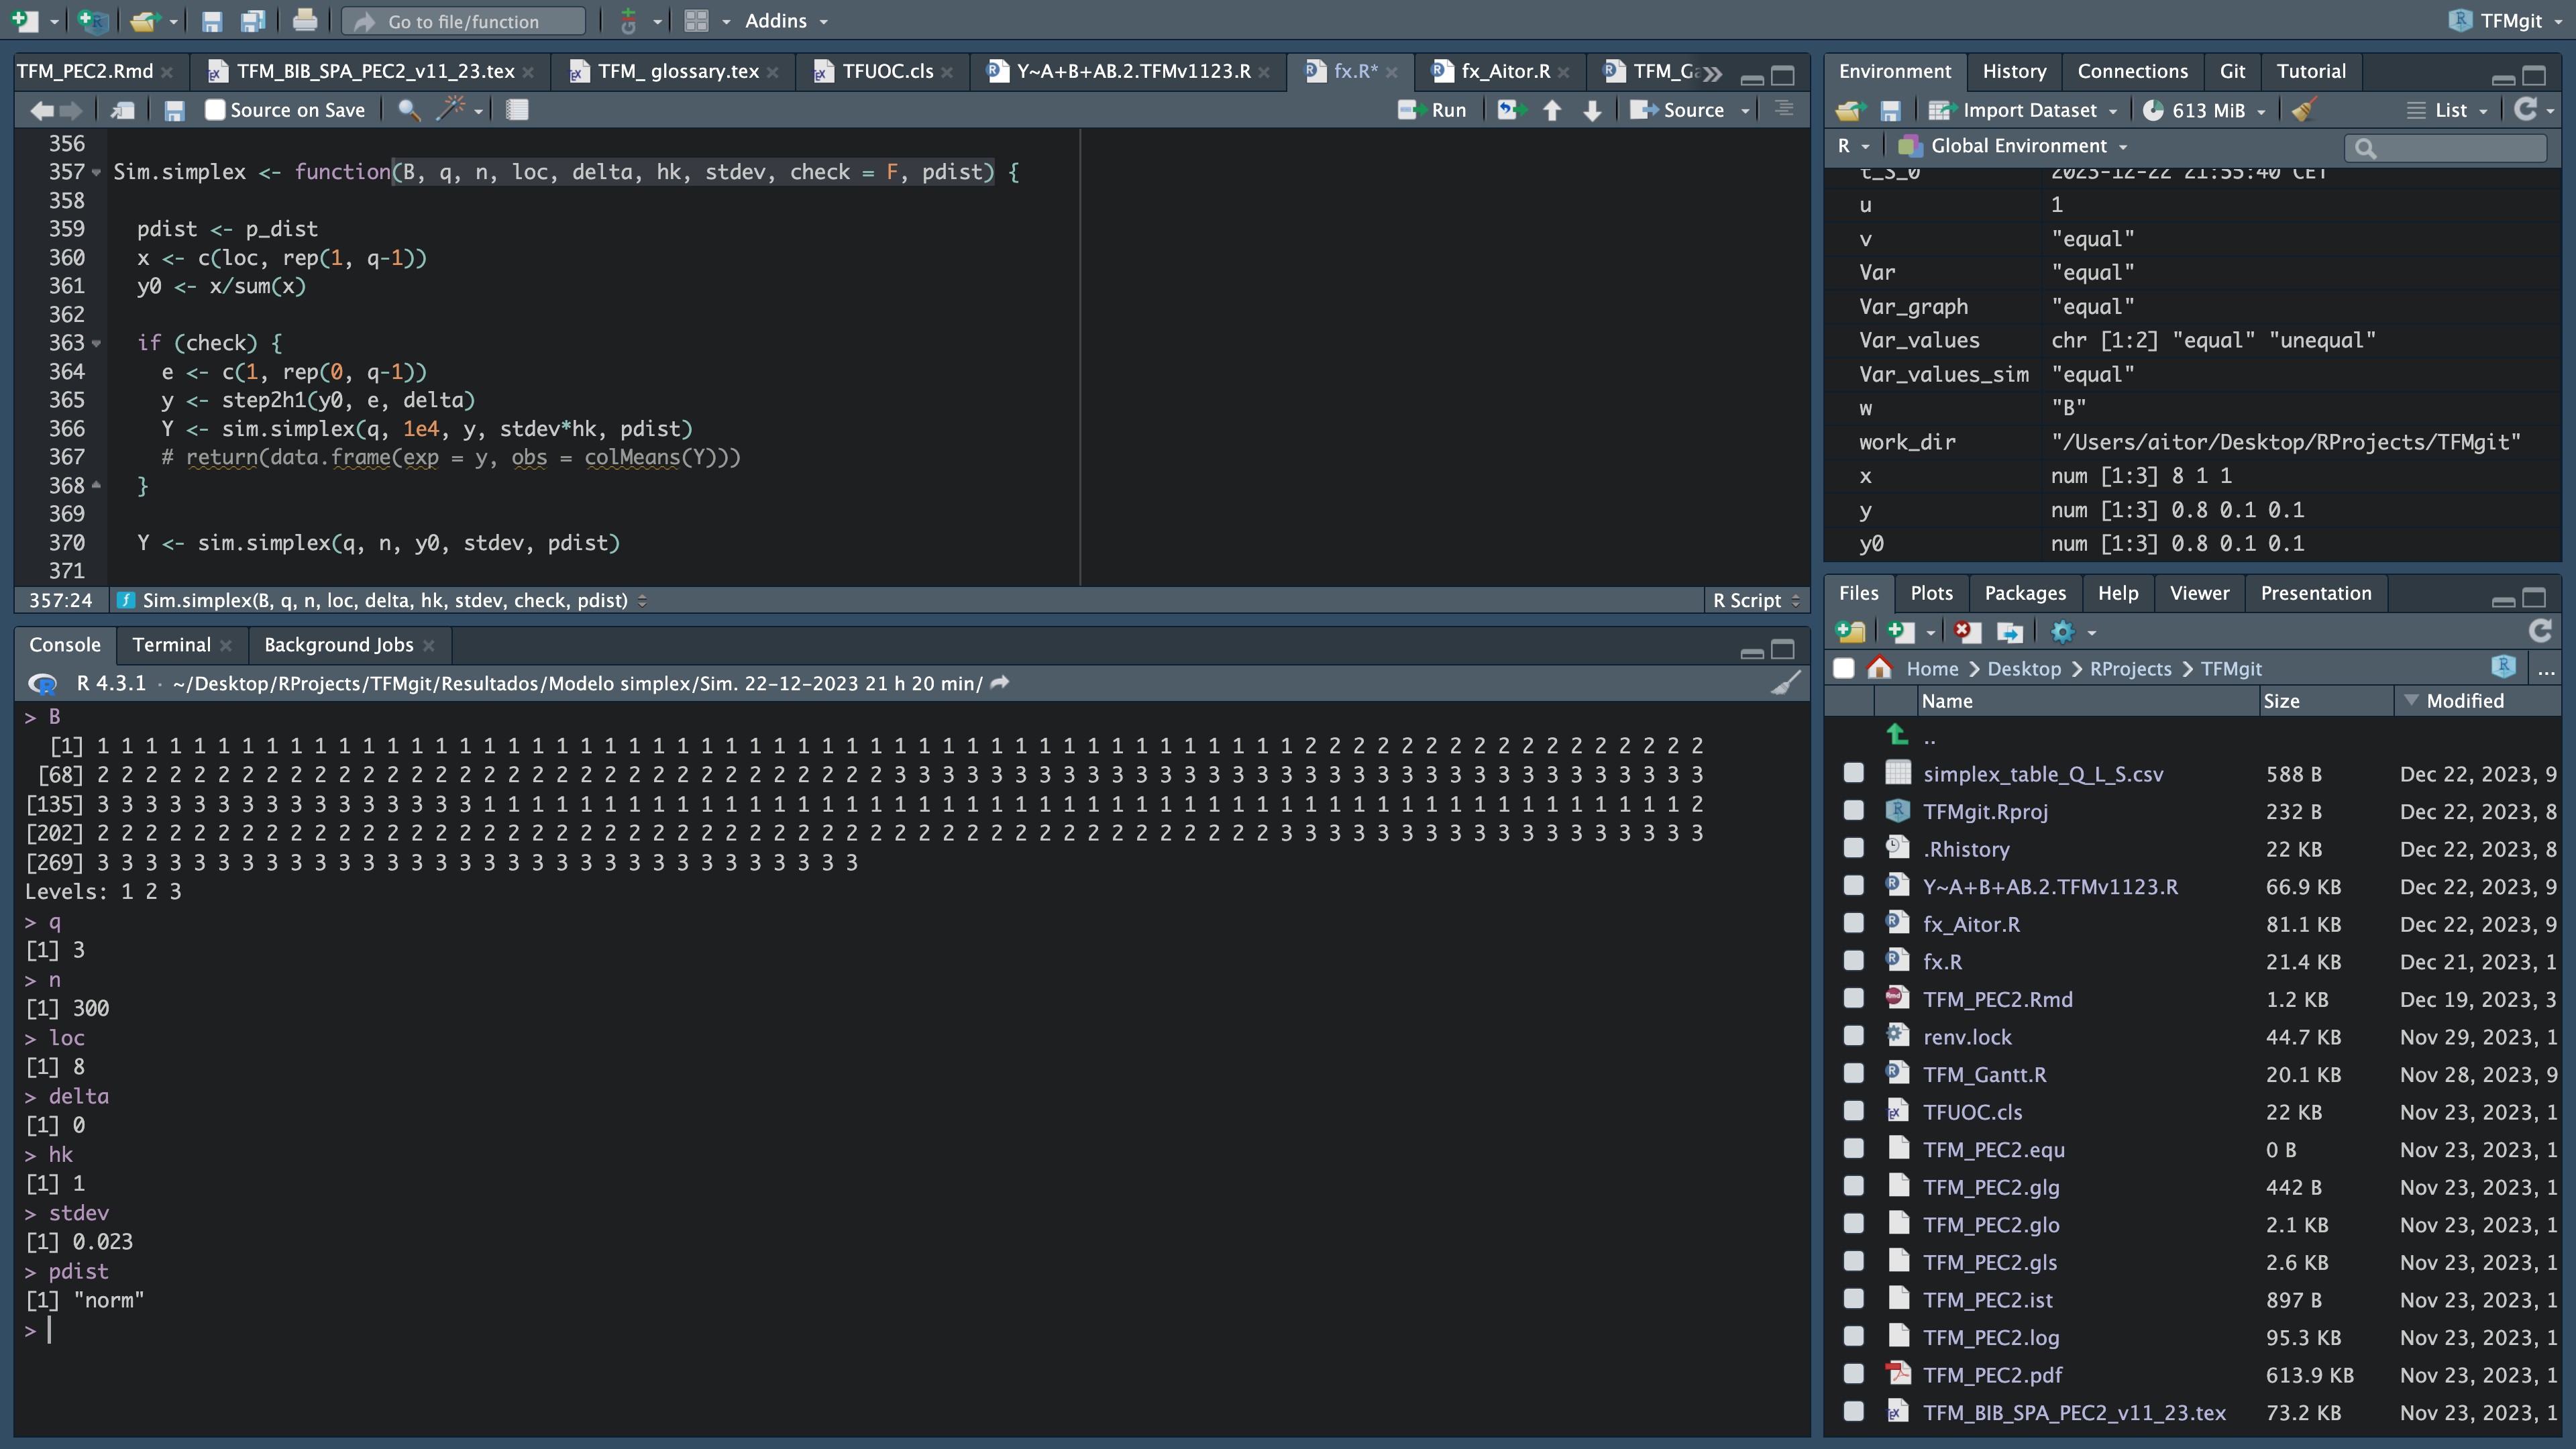 Go to file/function
Addins
TFMgit
TFM_PEC2.Rmd
TFM_BIB_SPA_PEC2_v11_23.tex
TFM_ glossary.tex
TFUOC.cls
Y~A+B+AB.2.TFMv1123.R
fx.R*
fx_Aitor.R
Source on Save
Run
Source
356
357 Sim.simplex <- function(B, q, n, loc, delta, hk, stdev, check = F, pdist) {
358
359 pdist <- p_dist
360 x <- c(loc, rep(1, q-1))
361 y0 <- x/sum(x)
362
363 if (check) {
364 e <- c(1, rep(0, q-1))
365 y <- step2h1(y0, e, delta)
366 Y <- sim.simplex(q, 1e4, y, stdev*hk, pdist)
367 # return(data.frame(exp = y, obs = colMeans(Y)))
368 }
369
370 Y <- sim.simplex(q, n, y0, stdev, pdist)
371
357:24 Sim.simplex(B, q, n, loc, delta, hk, stdev, check, pdist) R Script
Console Terminal Background Jobs
R 4.3.1 · ~/Desktop/RProjects/TFMgit/Resultados/Modelo simplex/Sim. 22-12-2023 21 h 20 min/
> B
[1] 1 1 1 1 1 1 1 1 1 1 1 1 1 1 1 1 1 1 1 1 1 1 1 1 1 1 1 1 1 1 1 1 1 1 1 1 1 1 1 1 1 1 1 1 1 1 1 1 1 1 2 2 2 2 2 2 2 2 2 2 2 2 2 2 2 2 2
[68] 2 2 2 2 2 2 2 2 2 2 2 2 2 2 2 2 2 2 2 2 2 2 2 2 2 2 2 2 2 2 2 2 2 3 3 3 3 3 3 3 3 3 3 3 3 3 3 3 3 3 3 3 3 3 3 3 3 3 3 3 3 3 3 3 3 3 3
[135] 3 3 3 3 3 3 3 3 3 3 3 3 3 3 3 3 1 1 1 1 1 1 1 1 1 1 1 1 1 1 1 1 1 1 1 1 1 1 1 1 1 1 1 1 1 1 1 1 1 1 1 1 1 1 1 1 1 1 1 1 1 1 1 1 1 1 2
[202] 2 2 2 2 2 2 2 2 2 2 2 2 2 2 2 2 2 2 2 2 2 2 2 2 2 2 2 2 2 2 2 2 2 2 2 2 2 2 2 2 2 2 2 2 2 2 2 2 2 3 3 3 3 3 3 3 3 3 3 3 3 3 3 3 3 3 3
[269] 3 3 3 3 3 3 3 3 3 3 3 3 3 3 3 3 3 3 3 3 3 3 3 3 3 3 3 3 3 3 3 3
Levels: 1 2 3
> q
[1] 3
> n
[1] 300
> loc
[1] 8
> delta
[1] 0
> hk
[1] 1
> stdev
[1] 0.023
> pdist
[1] "norm"
>
Environment History Connections Git Tutorial
Import Dataset 613 MiB List
R Global Environment
t_S_0 2023-12-22 21:55:40 CET
u 1
v "equal"
Var "equal"
Var_graph "equal"
Var_values chr [1:2] "equal" "unequal"
Var_values_sim "equal"
w "B"
work_dir "/Users/aitor/Desktop/RProjects/TFMgit"
x num [1:3] 8 1 1
y num [1:3] 0.8 0.1 0.1
y0 num [1:3] 0.8 0.1 0.1
Files Plots Packages Help Viewer Presentation
Home Desktop RProjects TFMgit ...
Name Size Modified
..
simplex_table_Q_L_S.csv 588 B Dec 22, 2023, 9
TFMgit.Rproj 232 B Dec 22, 2023, 8
.Rhistory 22 KB Dec 22, 2023, 8
Y~A+B+AB.2.TFMv1123.R 66.9 KB Dec 22, 2023, 9
fx_Aitor.R 81.1 KB Dec 22, 2023, 9
fx.R 21.4 KB Dec 21, 2023, 1
TFM_PEC2.Rmd 1.2 KB Dec 19, 2023, 3
renv.lock 44.7 KB Nov 29, 2023, 1
TFM_Gantt.R 20.1 KB Nov 28, 2023, 9
TFUOC.cls 22 KB Nov 23, 2023, 1
TFM_PEC2.equ 0 B Nov 23, 2023, 1
TFM_PEC2.glg 442 B Nov 23, 2023, 1
TFM_PEC2.glo 2.1 KB Nov 23, 2023, 1
TFM_PEC2.gls 2.6 KB Nov 23, 2023, 1
TFM_PEC2.ist 897 B Nov 23, 2023, 1
TFM_PEC2.log 95.3 KB Nov 23, 2023, 1
TFM_PEC2.pdf 613.9 KB Nov 23, 2023, 1
TFM_BIB_SPA_PEC2_v11_23.tex 73.2 KB Nov 23, 2023, 1